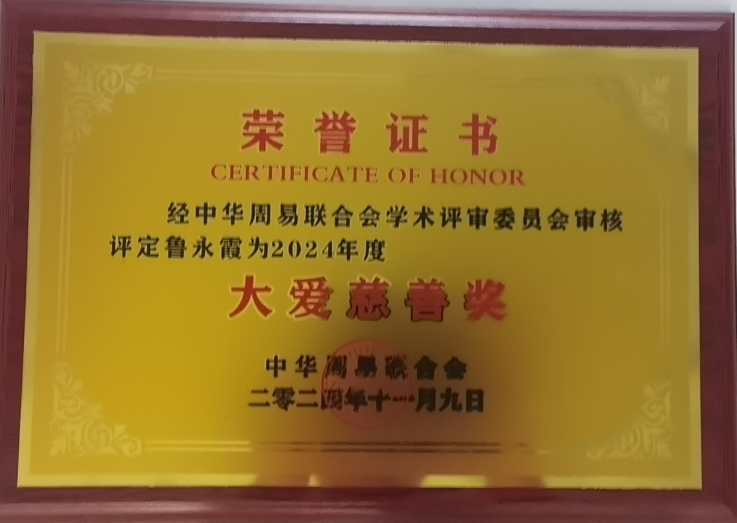 荣誉证书
CERTIFICATE OF HONOR
经中华周易联合会学术评审委员会审核
评定鲁永霞为2024年度
大爱慈善奖
中华周易联合会
二零二四年十一月九日